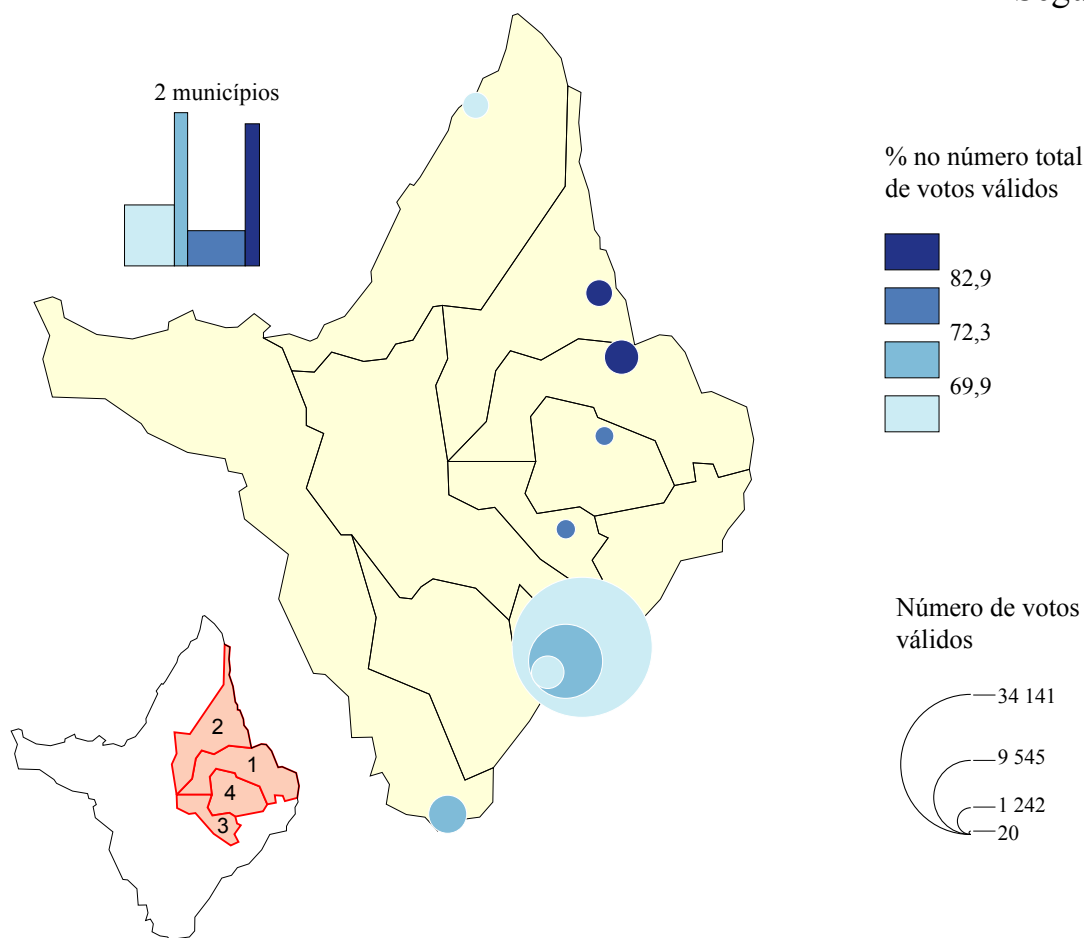 2 municípios
% no número total
de votos válidos
82,9
72,3
69,9
Número de votos
válidos
34 141
9 545
1 242
20
2
1
4
3